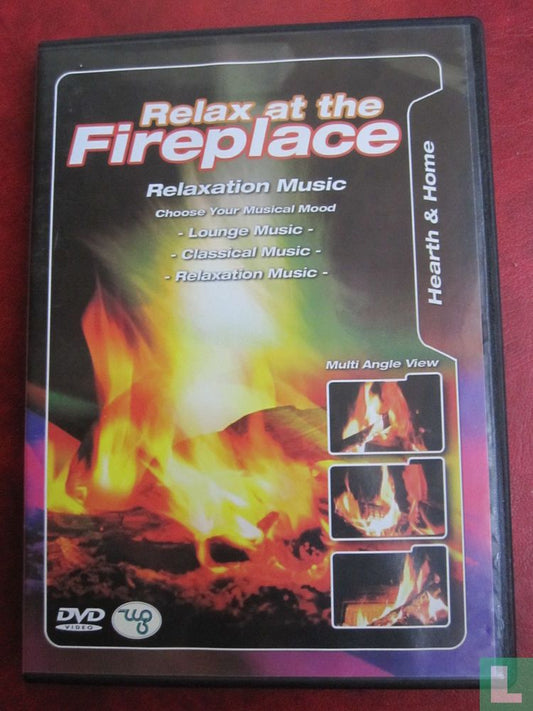 Relax at the
Fireplace
Relaxation Music
Choose Your Musical Mood
- Lounge Music -
- Classical Music -
- Relaxation Music -
Hearth & Home
Multi Angle View
DVD
VIDEO